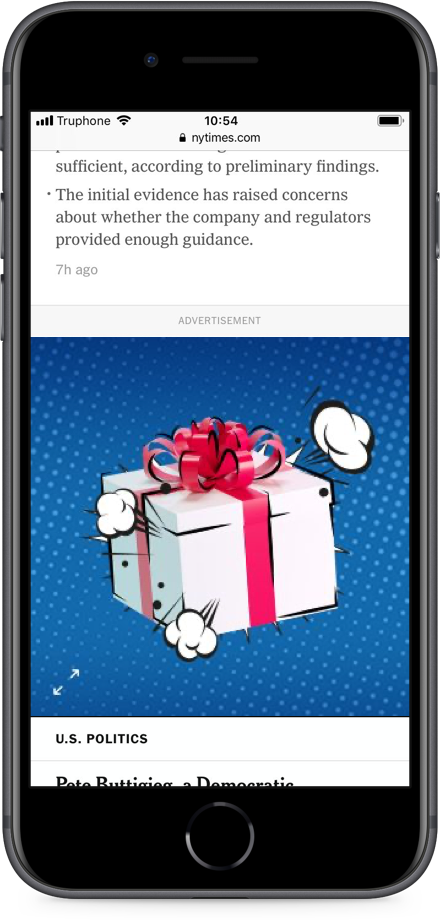 Truphone 10:54
nytimes.com
sufficient, according to preliminary findings.
· The initial evidence has raised concerns
about whether the company and regulators
provided enough guidance.
7h ago
ADVERTISEMENT
U.S. POLITICS
Pete Buttigieg, a Democratic